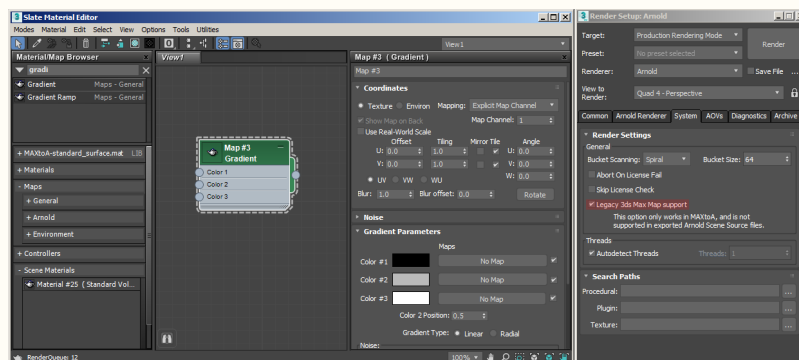 Slate Material Editor
Modes Material Edit Select View Options Tools Utilities
View1
Material/Map Browser
gradi
Gradient Maps - General
Gradient Ramp Maps - General
+ MAXtoA-standard_surface.mat LIB
+ Materials
- Maps
+ General
+ Arnold
+ Environment
+ Controllers
- Scene Materials
Material #25 ( Standard Vol...
RenderQueue: 12
View1
Map #3
Gradient
Color 1
Color 2
Color 3
Map #3 ( Gradient )
Map #3
Coordinates
Texture Environ Mapping: Explicit Map Channel
Show Map on Back Map Channel: 1
Use Real-World Scale
Offset Tiling Mirror Tile Angle
U: 0.0 1.0 U: 0.0
V: 0.0 1.0 V: 0.0
UV VW WU W: 0.0
Blur: 1.0 Blur offset: 0.0 Rotate
Noise
Gradient Parameters
Maps
Color #1 No Map
Color #2 No Map
Color #3 No Map
Color 2 Position: 0.5
Gradient Type: Linear Radial
Noise:
100%
Render Setup: Arnold
Target: Production Rendering Mode
Preset: No preset selected
Render
Renderer: Arnold Save File ...
View to
Render: Quad 4 - Perspective
Common Arnold Renderer System AOVs Diagnostics Archive
Render Settings
General
Bucket Scanning: Spiral Bucket Size: 64
Abort On License Fail
Skip License Check
Legacy 3ds Max Map support
This option only works in MAXtoA, and is not
supported in exported Arnold Scene Source files.
Threads
Autodetect Threads Threads: 1
Search Paths
Procedural: ...
Plugin: ...
Texture: ...